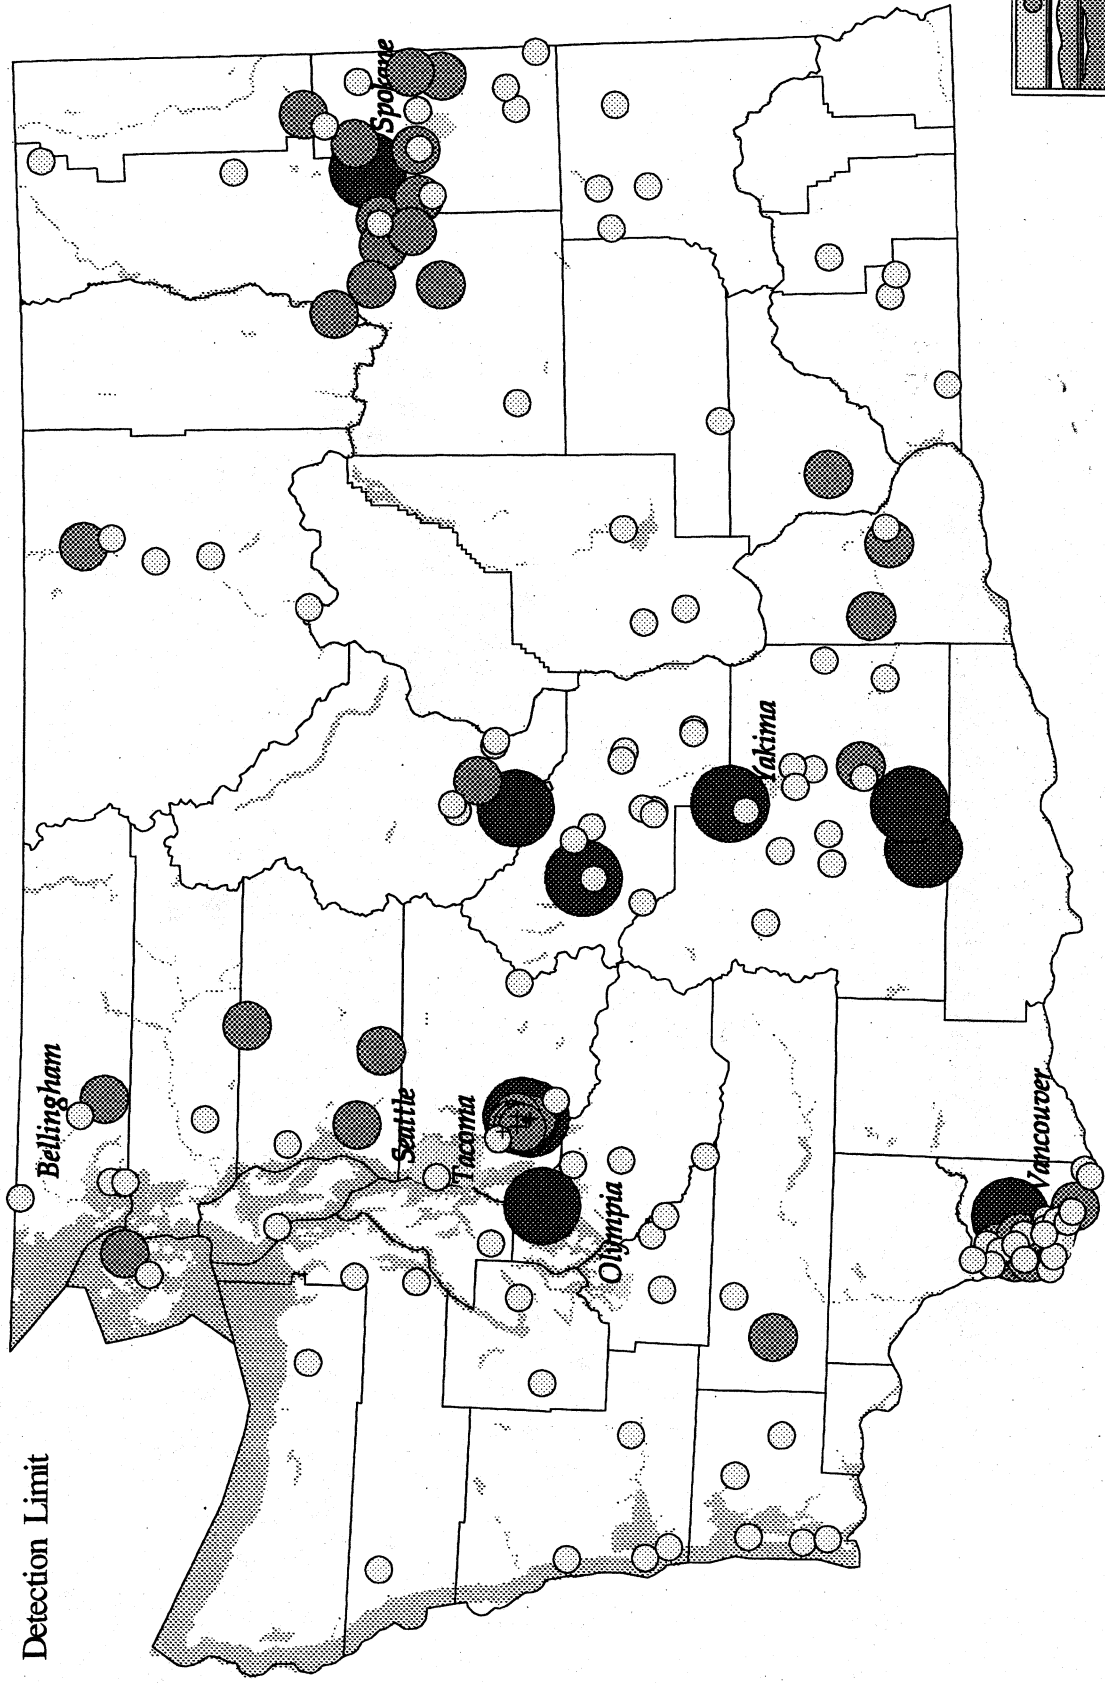 Detection Limit
Bellingham
Spokane
Seattle
Tacoma
Olympia
Yakima
Vancouver